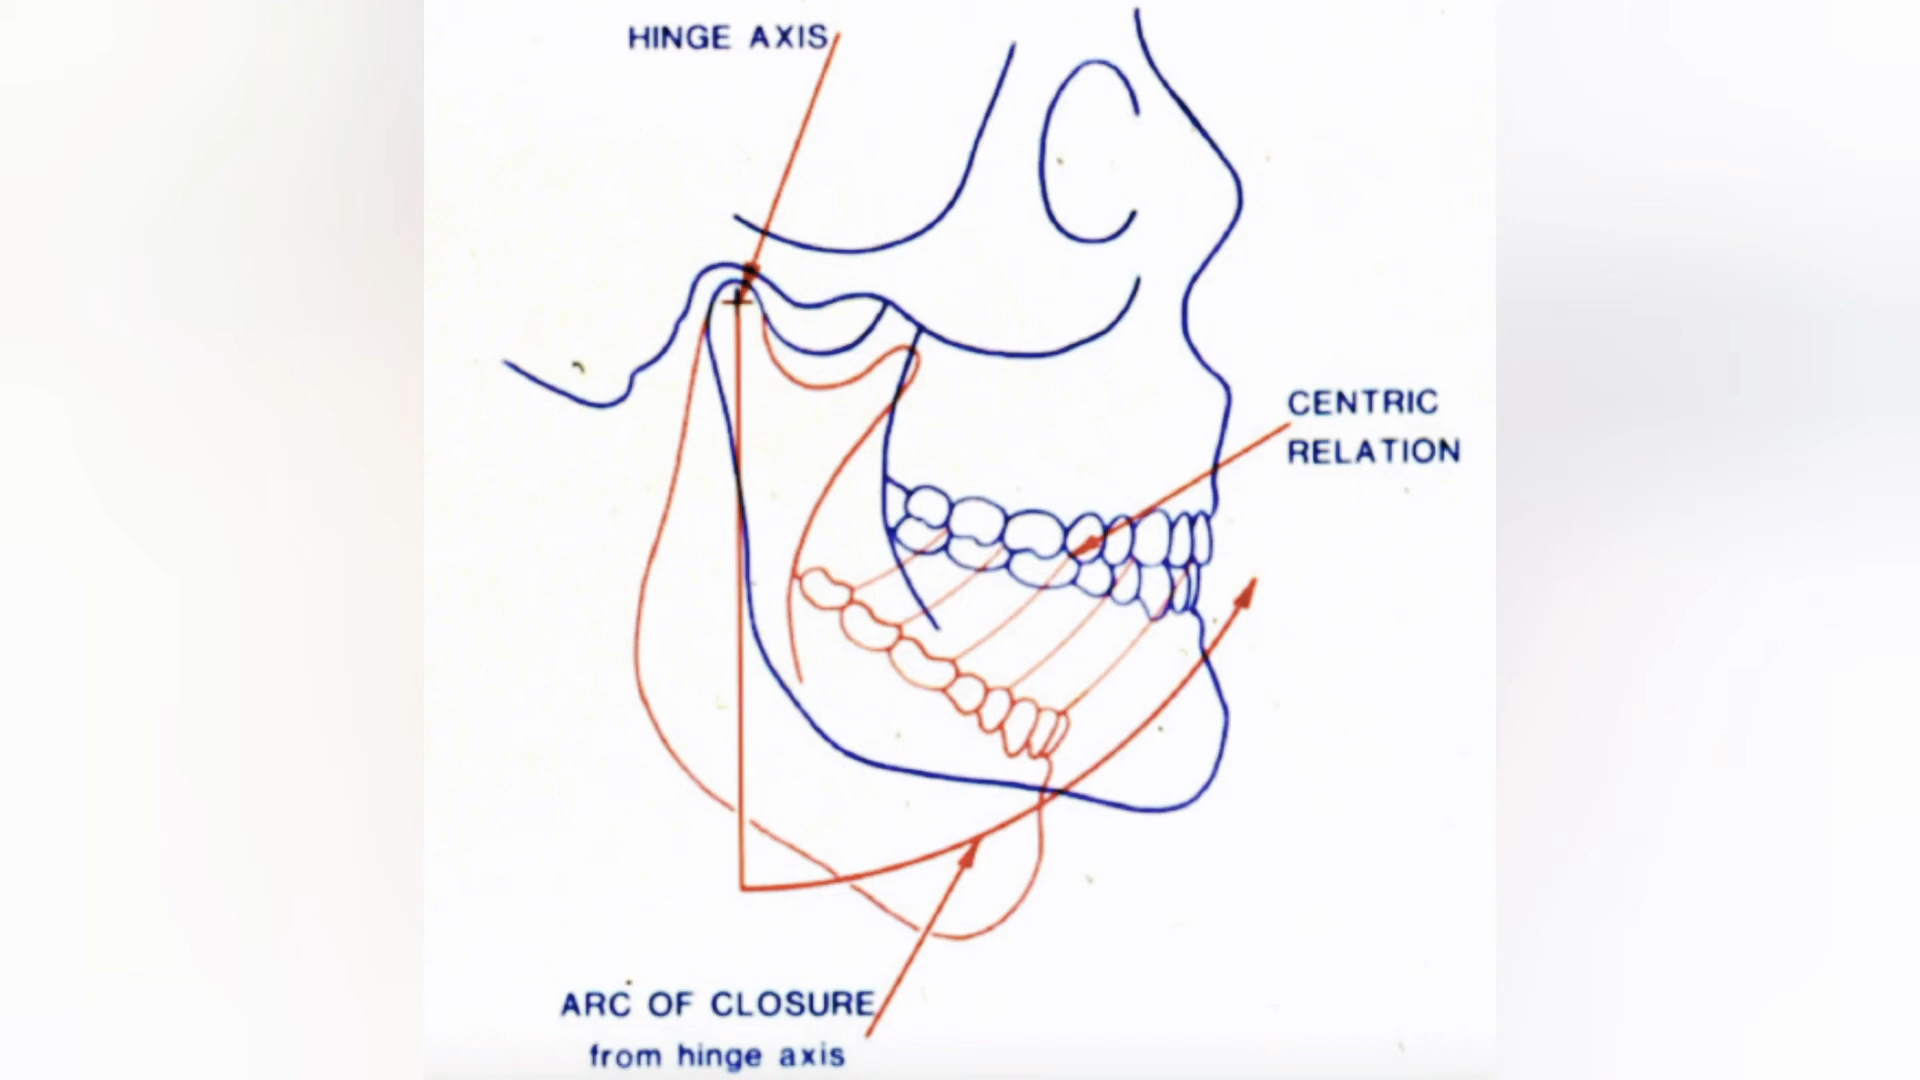 HINGE AXIS
CENTRIC
RELATION
ARC OF CLOSURE
from hinge axis